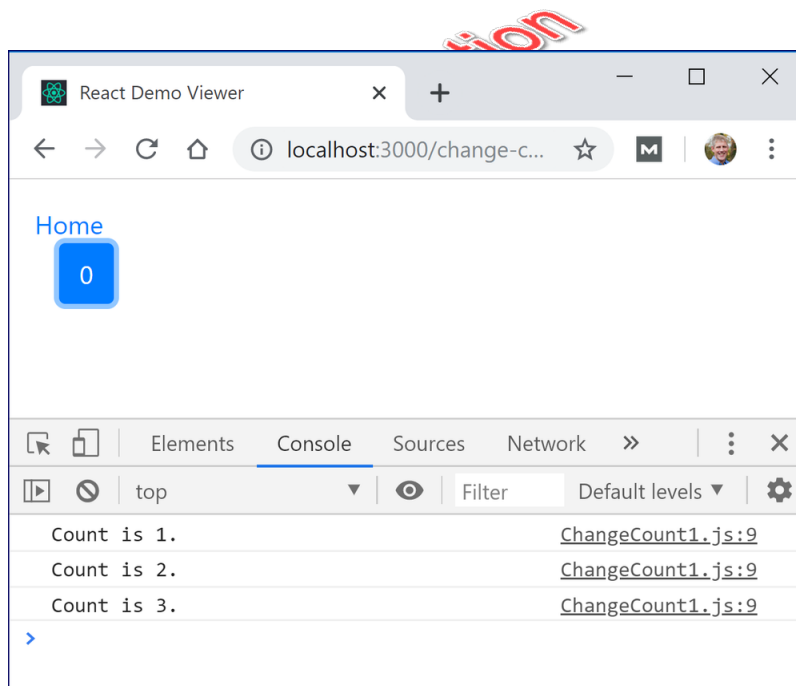 tion
React Demo Viewer
localhost:3000/change-c...
Home
0
Elements Console Sources Network
top Filter Default levels
Count is 1. ChangeCount1.js:9
Count is 2. ChangeCount1.js:9
Count is 3. ChangeCount1.js:9